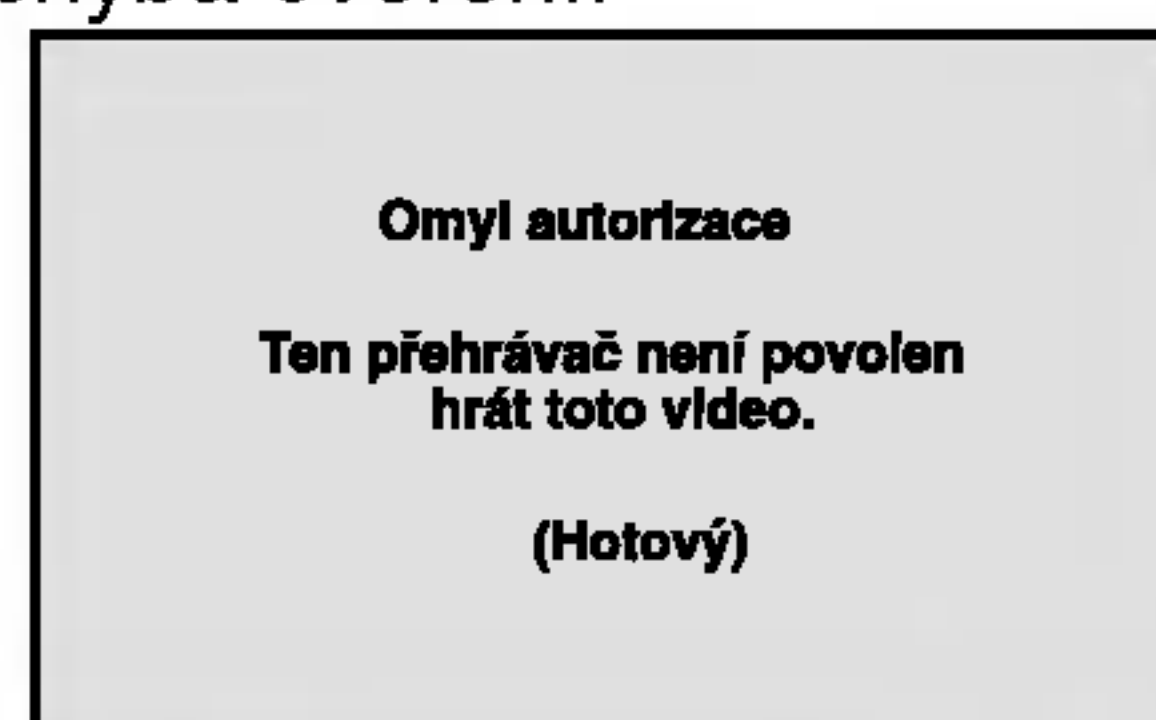 Omyl autorizace
Ten přehrávač není povolen
hrát toto video.
(Hotový)